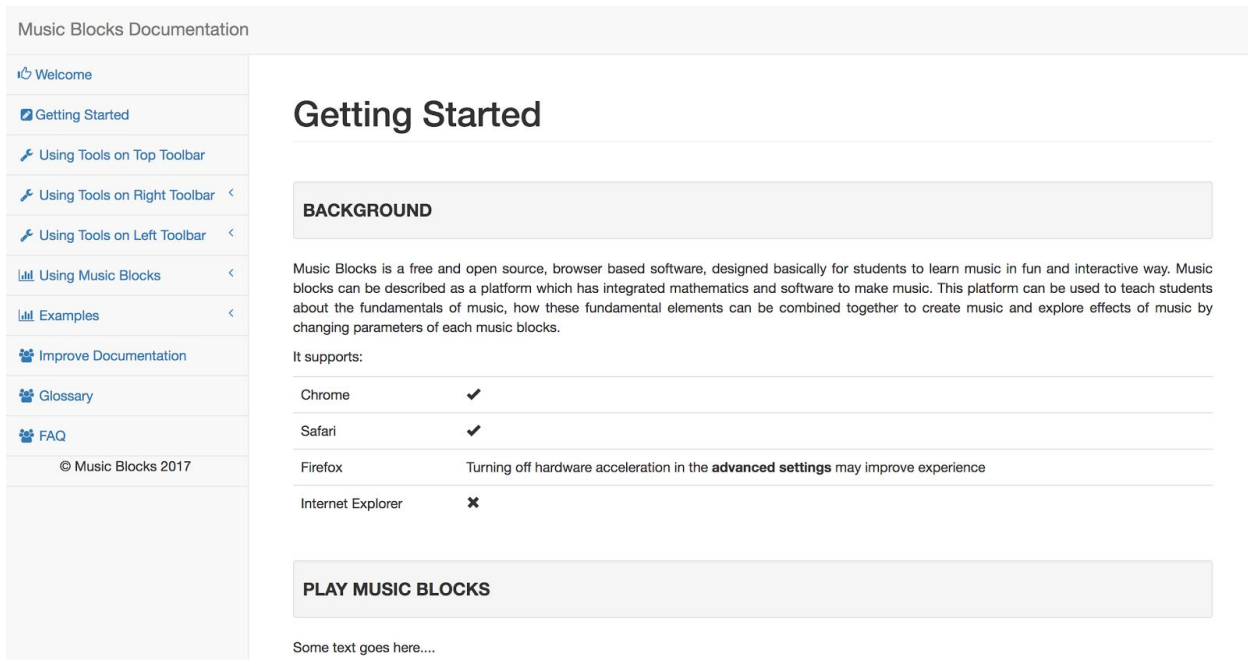 Music Blocks Documentation
Welcome
Getting Started
Using Tools on Top Toolbar
Using Tools on Right Toolbar
Using Tools on Left Toolbar
Using Music Blocks
Examples
Improve Documentation
Glossary
FAQ
© Music Blocks 2017
Getting Started
BACKGROUND
Music Blocks is a free and open source, browser based software, designed basically for students to learn music in fun and interactive way. Music
blocks can be described as a platform which has integrated mathematics and software to make music. This platform can be used to teach students
about the fundamentals of music, how these fundamental elements can be combined together to create music and explore effects of music by
changing parameters of each music blocks.
It supports:
Chrome ✔
Safari ✔
Firefox Turning off hardware acceleration in the advanced settings may improve experience
Internet Explorer ✖
PLAY MUSIC BLOCKS
Some text goes here....